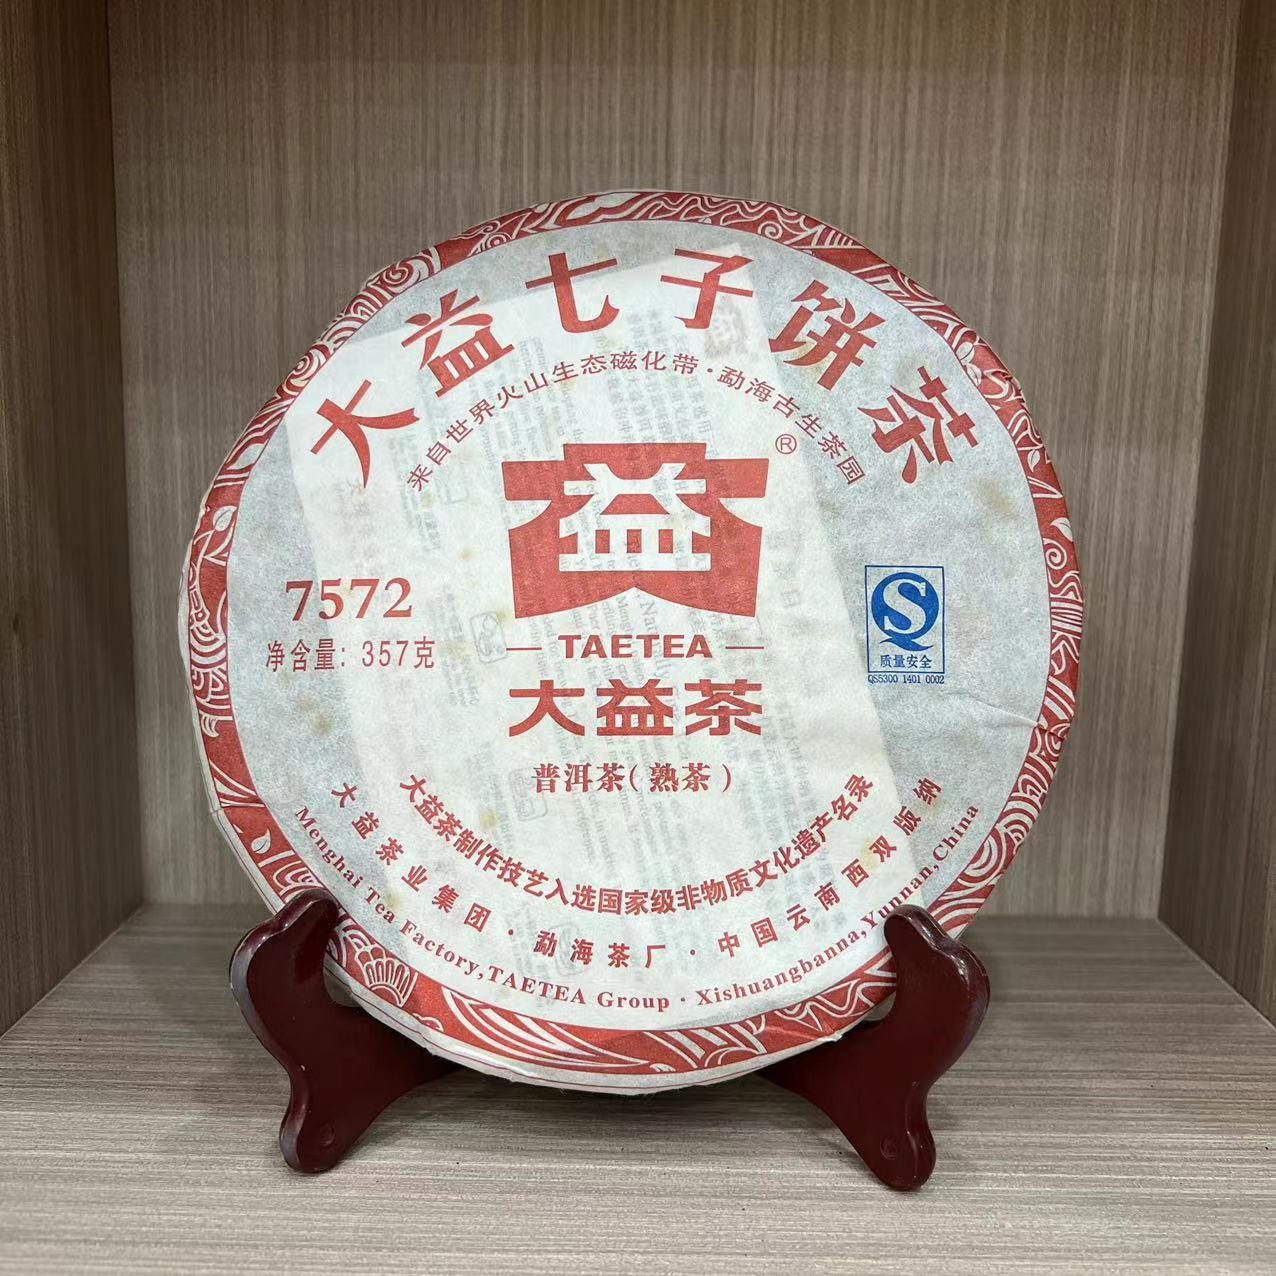 大益七子饼茶
来自世界火山生态磁化带·勐海古生茶园
益
®
7572
净含量：357克
TAETEA
大益茶
普洱茶（熟茶）
质量安全
QS5300 1401 0002
大益茶制作技艺入选国家级非物质文化遗产名录
大益茶业集团·勐海茶厂·中国云南西双版纳
Menghai Tea Factory,TAETEA Group·Xishuangbanna,Yunnan,China